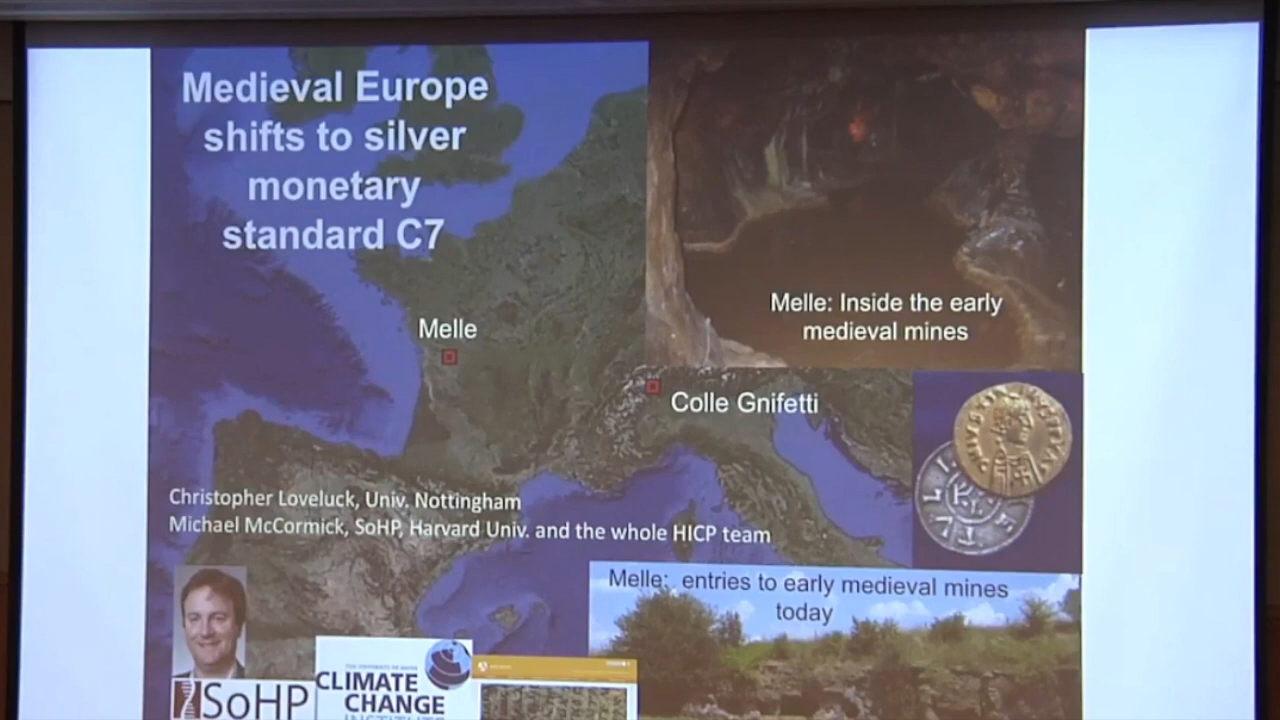 Medieval Europe
shifts to silver
monetary
standard C7
Melle: Inside the early
medieval mines
Melle
Colle Gnifetti
Christopher Loveluck, Univ. Nottingham
Michael McCormick, SoHP, Harvard Univ. and the whole HICP team
Melle: entries to early medieval mines
today
SoHP
CLIMATE
CHANGE